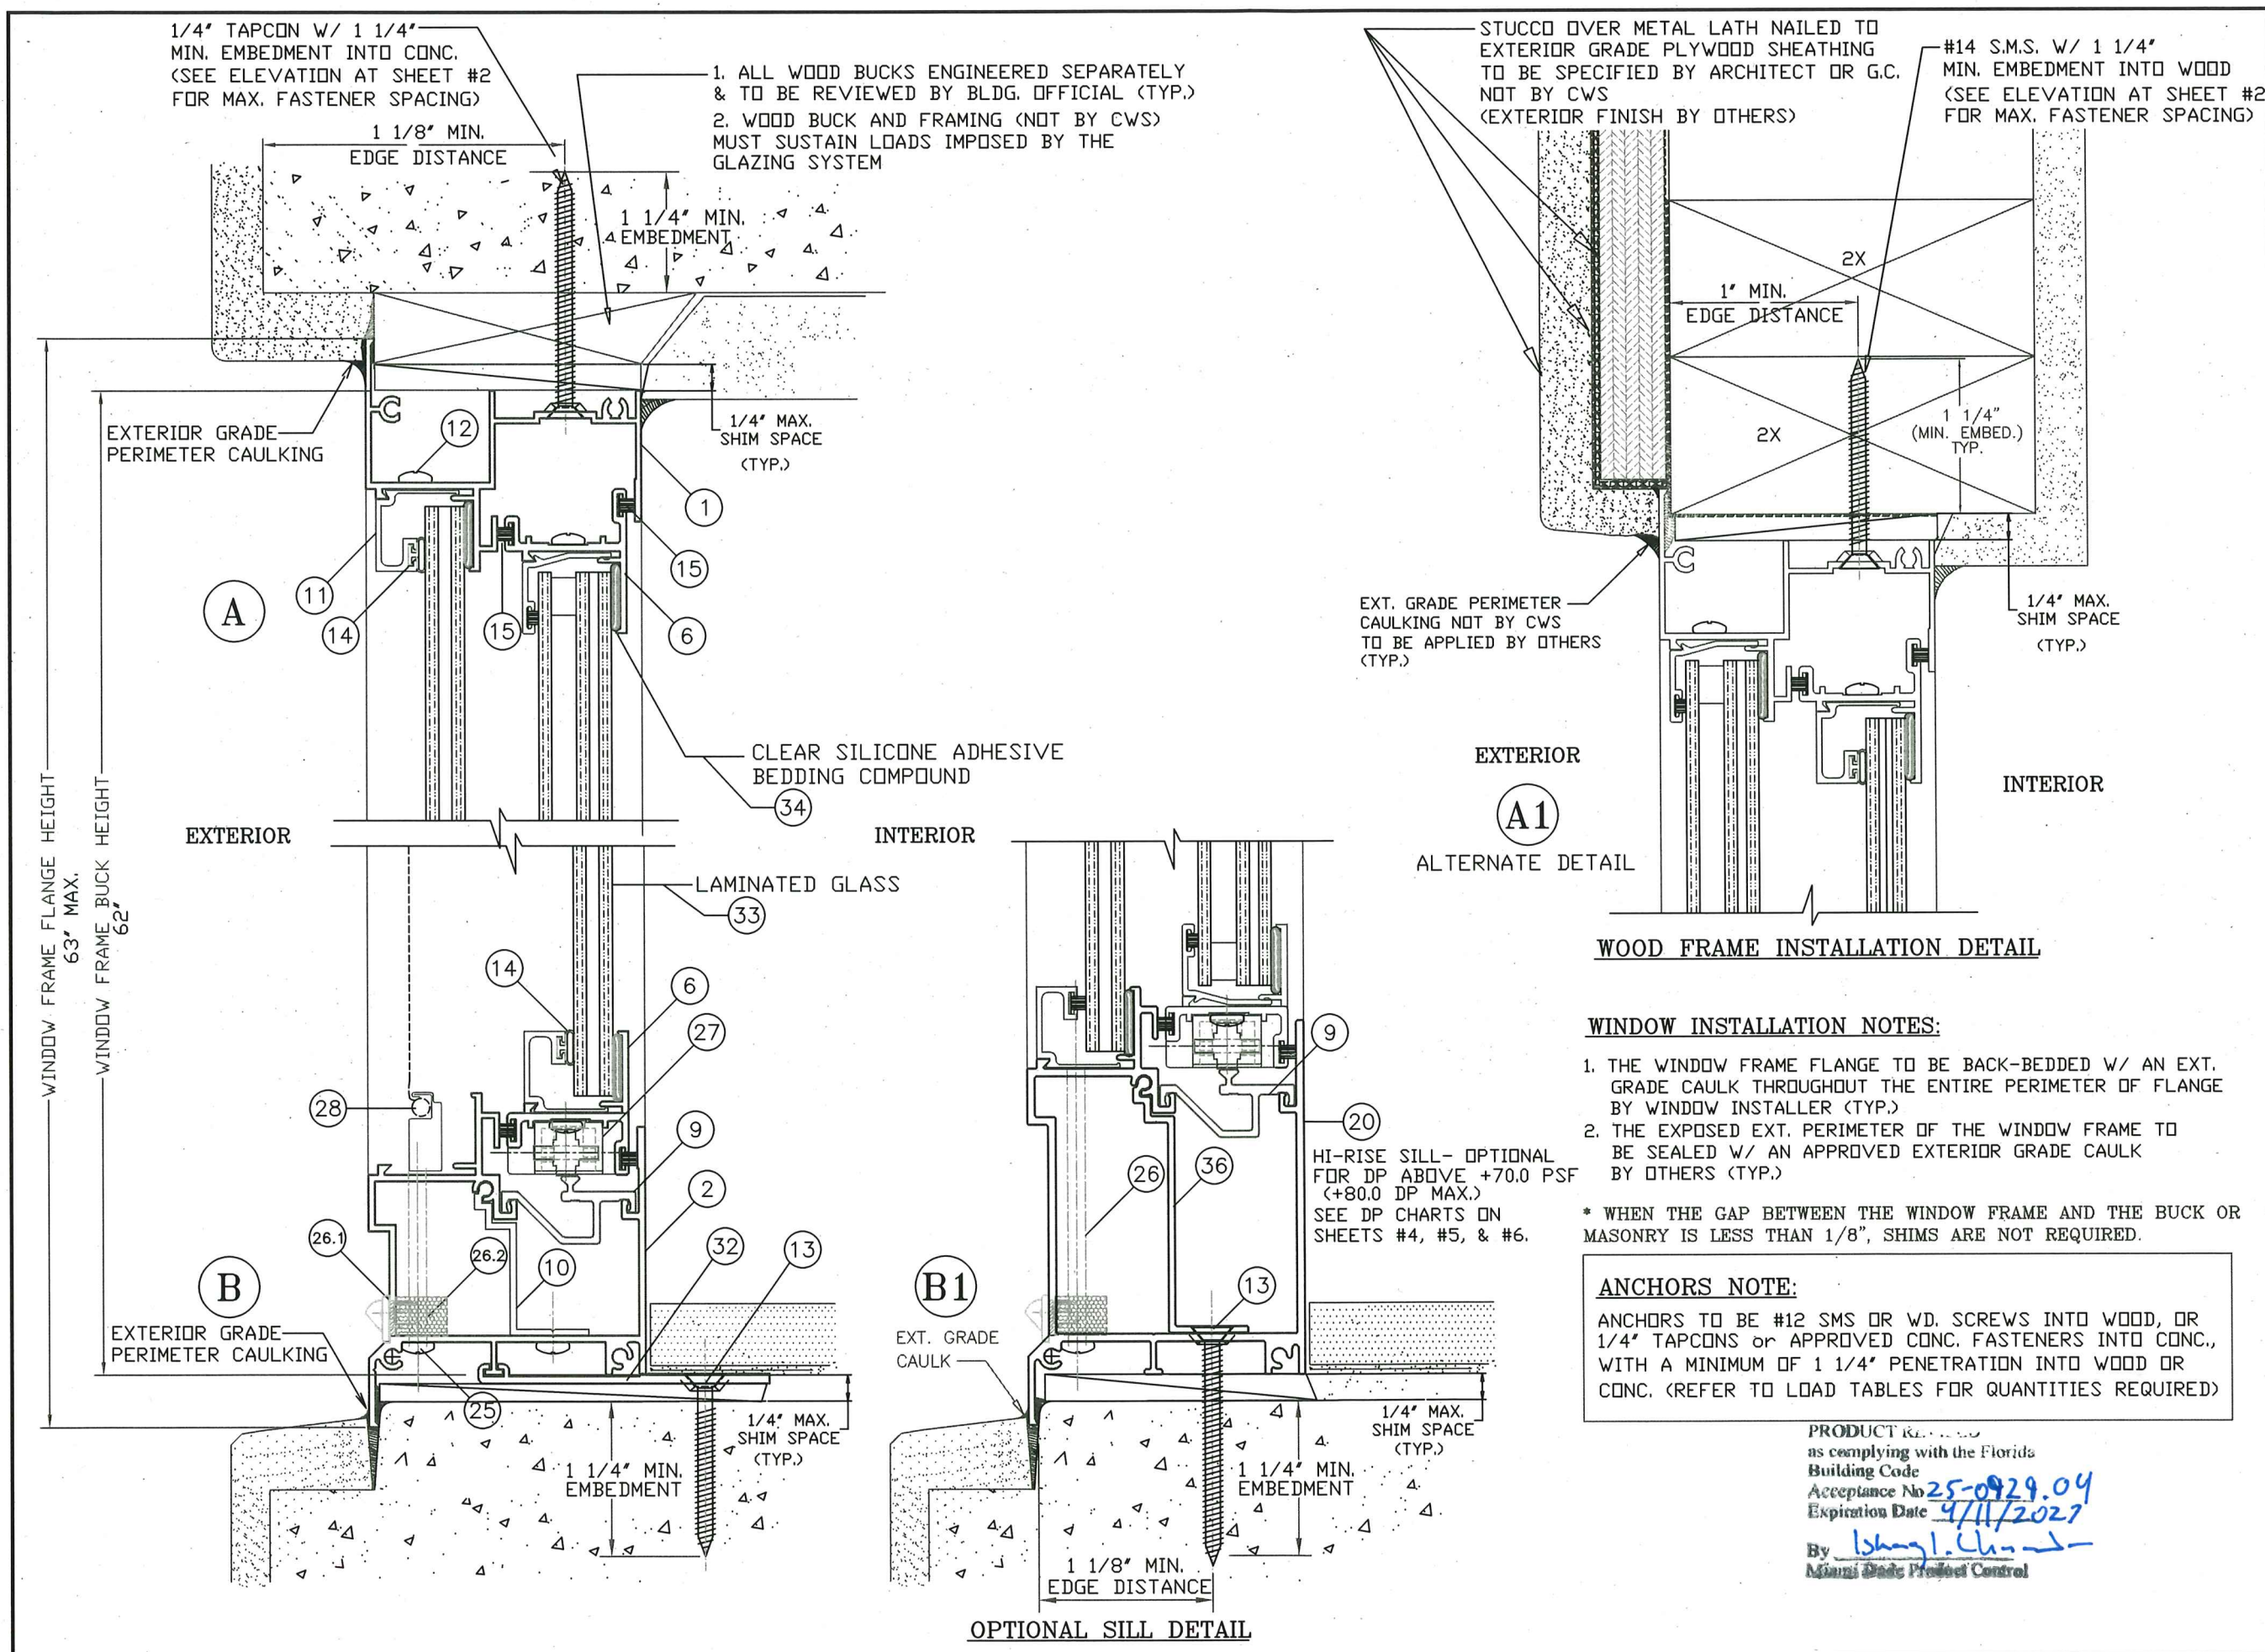 1/4" TAPCON W/ 1 1/4"
MIN. EMBEDMENT INTO CONC.
(SEE ELEVATION AT SHEET #2
FOR MAX. FASTENER SPACING)
1. ALL WOOD BUCKS ENGINEERED SEPARATELY
& TO BE REVIEWED BY BLDG. OFFICIAL (TYP.)
2. WOOD BUCK AND FRAMING (NOT BY CWS)
MUST SUSTAIN LOADS IMPOSED BY THE
GLAZING SYSTEM
1 1/8" MIN.
EDGE DISTANCE
1 1/4" MIN.
EMBEDMENT
EXTERIOR GRADE
PERIMETER CAULKING
12
1/4" MAX.
SHIM SPACE
(TYP.)
1
15
11
A
14
15
6
CLEAR SILICONE ADHESIVE
BEDDING COMPOUND
34
WINDOW FRAME FLANGE HEIGHT
63" MAX.
WINDOW FRAME BUCK HEIGHT
62"
EXTERIOR
INTERIOR
LAMINATED GLASS
33
14
6
27
28
9
2
26.1
26.2
10
32
13
B
EXTERIOR GRADE
PERIMETER CAULKING
25
1/4" MAX.
SHIM SPACE
(TYP.)
1 1/4" MIN.
EMBEDMENT
9
20
HI-RISE SILL- OPTIONAL
FOR DP ABOVE +70.0 PSF
(+80.0 DP MAX.)
SEE DP CHARTS ON
SHEETS #4, #5, & #6.
26
36
13
B1
EXT. GRADE
CAULK
1/4" MAX.
SHIM SPACE
(TYP.)
1 1/4" MIN.
EMBEDMENT
1 1/8" MIN.
EDGE DISTANCE
OPTIONAL SILL DETAIL
STUCCO OVER METAL LATH NAILED TO
EXTERIOR GRADE PLYWOOD SHEATHING
TO BE SPECIFIED BY ARCHITECT OR G.C.
NOT BY CWS
(EXTERIOR FINISH BY OTHERS)
#14 S.M.S. W/ 1 1/4"
MIN. EMBEDMENT INTO WOOD
(SEE ELEVATION AT SHEET #2
FOR MAX. FASTENER SPACING)
2X
1" MIN.
EDGE DISTANCE
2X
1 1/4"
(MIN. EMBED.)
TYP.
EXT. GRADE PERIMETER
CAULKING NOT BY CWS
TO BE APPLIED BY OTHERS
(TYP.)
1/4" MAX.
SHIM SPACE
(TYP.)
EXTERIOR
INTERIOR
A1
ALTERNATE DETAIL
WOOD FRAME INSTALLATION DETAIL
WINDOW INSTALLATION NOTES:
1. THE WINDOW FRAME FLANGE TO BE BACK-BEDDED W/ AN EXT.
GRADE CAULK THROUGHOUT THE ENTIRE PERIMETER OF FLANGE
BY WINDOW INSTALLER (TYP.)
2. THE EXPOSED EXT. PERIMETER OF THE WINDOW FRAME TO
BE SEALED W/ AN APPROVED EXTERIOR GRADE CAULK
BY OTHERS (TYP.)
* WHEN THE GAP BETWEEN THE WINDOW FRAME AND THE BUCK OR
MASONRY IS LESS THAN 1/8", SHIMS ARE NOT REQUIRED.
ANCHORS NOTE:
ANCHORS TO BE #12 SMS OR WD. SCREWS INTO WOOD, OR
1/4" TAPCONS or APPROVED CONC. FASTENERS INTO CONC.,
WITH A MINIMUM OF 1 1/4" PENETRATION INTO WOOD OR
CONC. (REFER TO LOAD TABLES FOR QUANTITIES REQUIRED)
PRODUCT
as complying with the Florida
Building Code
Acceptance No 25-0929.04
Expiration Date 4/11/2027
By
Miami Dade Product Control